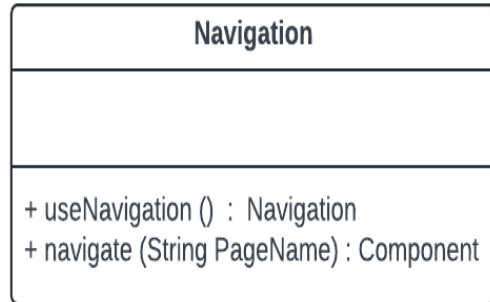 Navigation
+ useNavigation () : Navigation
+ navigate (String PageName) : Component